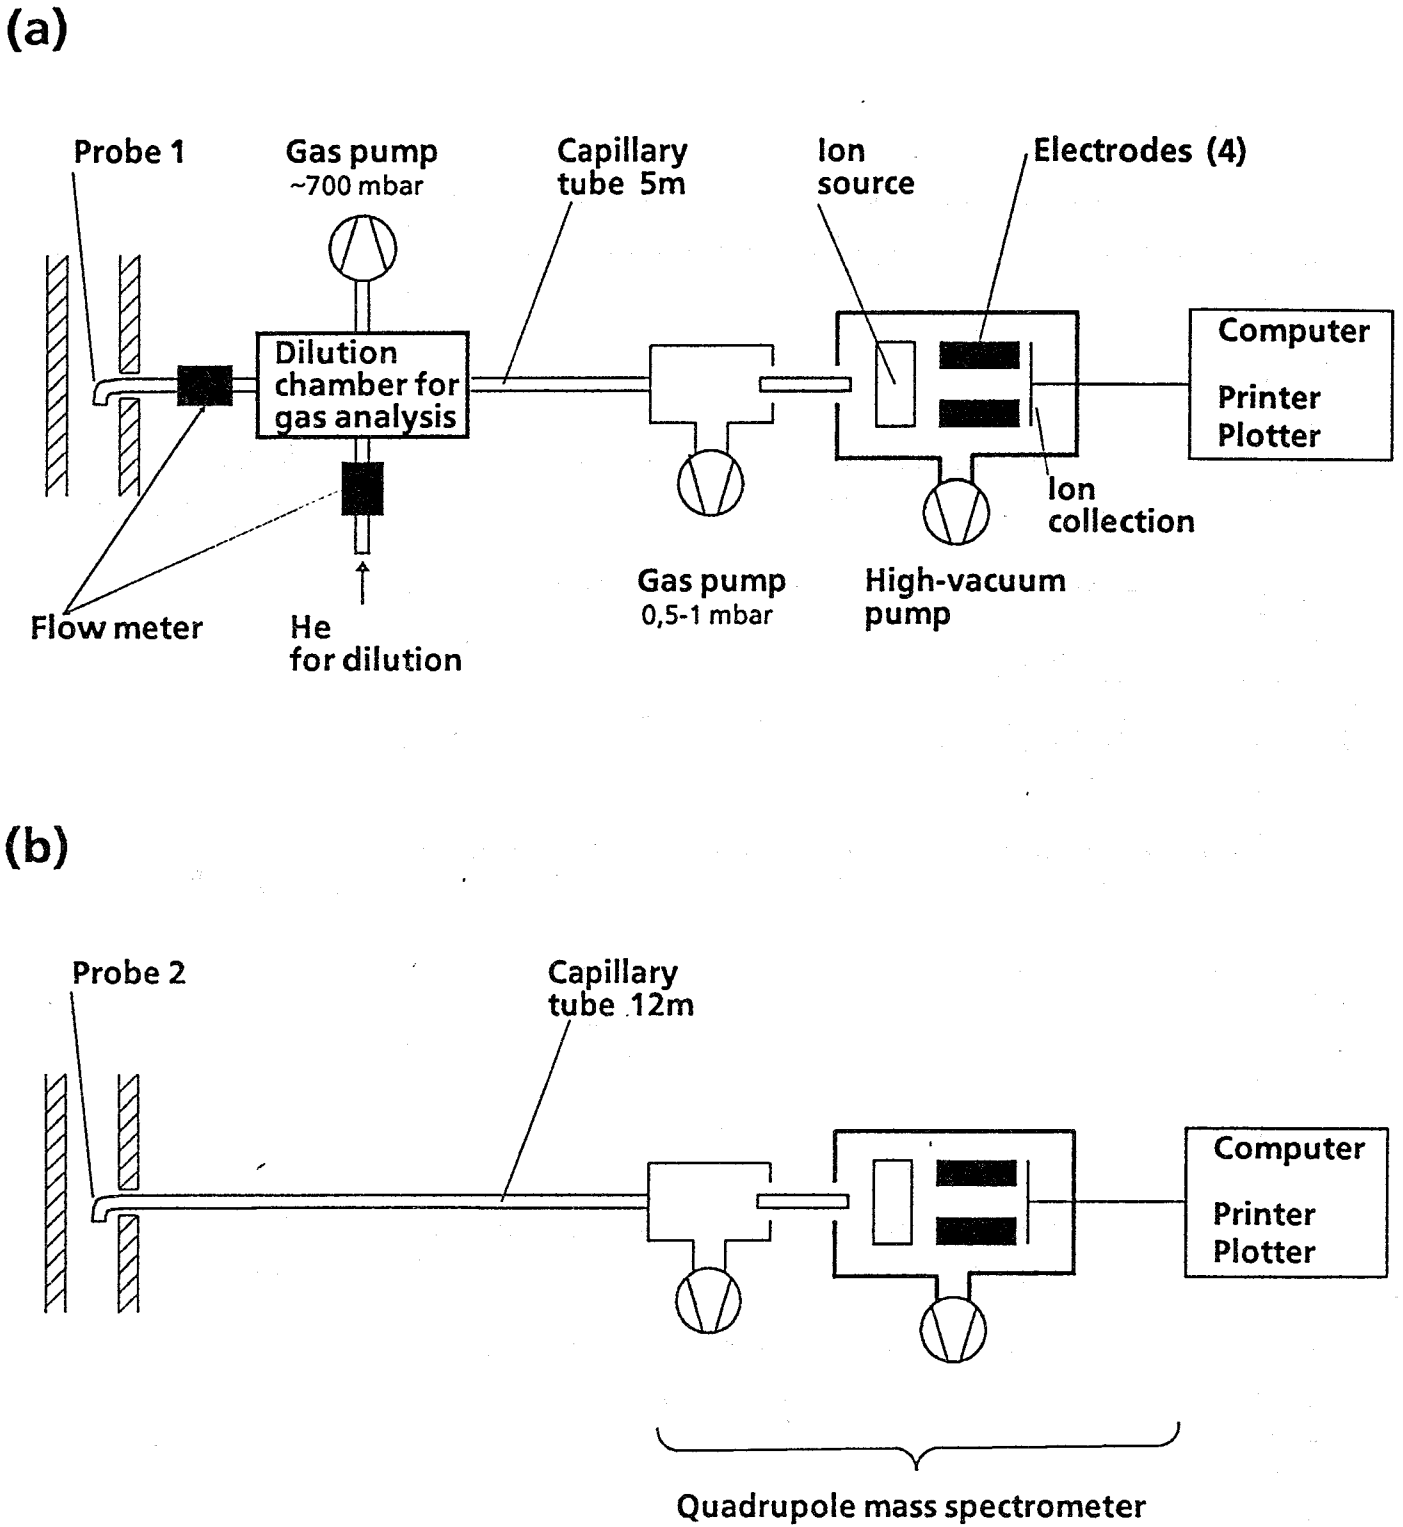 (a)
Probe 1
Gas pump
~700 mbar
Capillary
tube 5m
Ion
source
Electrodes (4)
Dilution
chamber for
gas analysis
Computer
Printer
Plotter
Ion
collection
Gas pump
0,5-1 mbar
High-vacuum
pump
Flow meter
He
for dilution
(b)
Probe 2
Capillary
tube 12m
Computer
Printer
Plotter
Quadrupole mass spectrometer